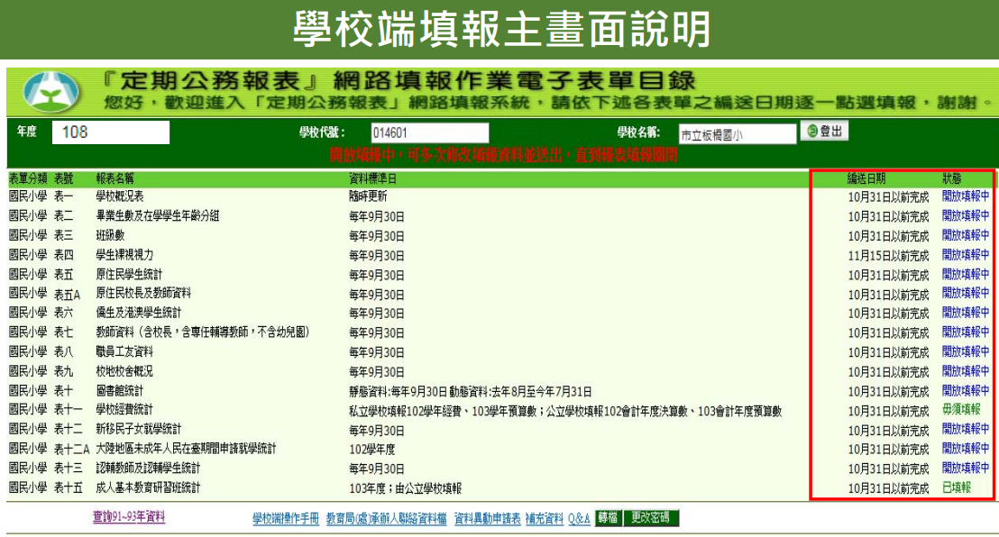 學校端填報主畫面說明
『定期公務報表』網路填報作業電子表單目錄
您好，歡迎進入「定期公務報表」網路填報系統，請依下述各表單之編送日期逐一點選填報，謝謝。
年度 108 學校代號： 014601 學校名稱： 市立板橋國小 登出
開放填報中，可多次修改填報資料並送出，直到報表填報關閉
表單分類 表號 報表名稱 資料標準日 編送日期 狀態
國民小學 表一 學校概況表 隨時更新 10月31日以前完成 開放填報中
國民小學 表二 畢業生數及在學學生年齡分組 每年9月30日 10月31日以前完成 開放填報中
國民小學 表三 班級數 每年9月30日 10月31日以前完成 開放填報中
國民小學 表四 學生裸視視力 每年9月30日 11月15日以前完成 開放填報中
國民小學 表五 原住民學生統計 每年9月30日 10月31日以前完成 開放填報中
國民小學 表五A 原住民校長及教師資料 每年9月30日 10月31日以前完成 開放填報中
國民小學 表六 僑生及港澳學生統計 每年9月30日 10月31日以前完成 開放填報中
國民小學 表七 教師資料（含校長，含專任輔導教師，不含幼兒園） 每年9月30日 10月31日以前完成 開放填報中
國民小學 表八 職員工友資料 每年9月30日 10月31日以前完成 開放填報中
國民小學 表九 校地校舍概況 每年9月30日 10月31日以前完成 開放填報中
國民小學 表十 圖書館統計 靜態資料:每年9月30日 動態資料:去年8月至今年7月31日 10月31日以前完成 開放填報中
國民小學 表十一 學校經費統計 私立學校填報102學年經費、103學年預算數；公立學校填報102會計年度決算數、103會計年度預算數 10月31日以前完成 毋須填報
國民小學 表十二 新移民子女就學統計 每年9月30日 10月31日以前完成 開放填報中
國民小學 表十二A 大陸地區未成年人民在臺期間申請就學統計 102學年度 10月31日以前完成 開放填報中
國民小學 表十三 認輔教師及認輔學生統計 每年9月30日 10月31日以前完成 開放填報中
國民小學 表十五 成人基本教育研習班統計 103年度；由公立學校填報 10月31日以前完成 已填報
查詢91~93年資料 學校端操作手冊 教育局(處)承辦人聯絡資料檔 資料異動申請表 補充資料 Q&A 轉檔 更改密碼